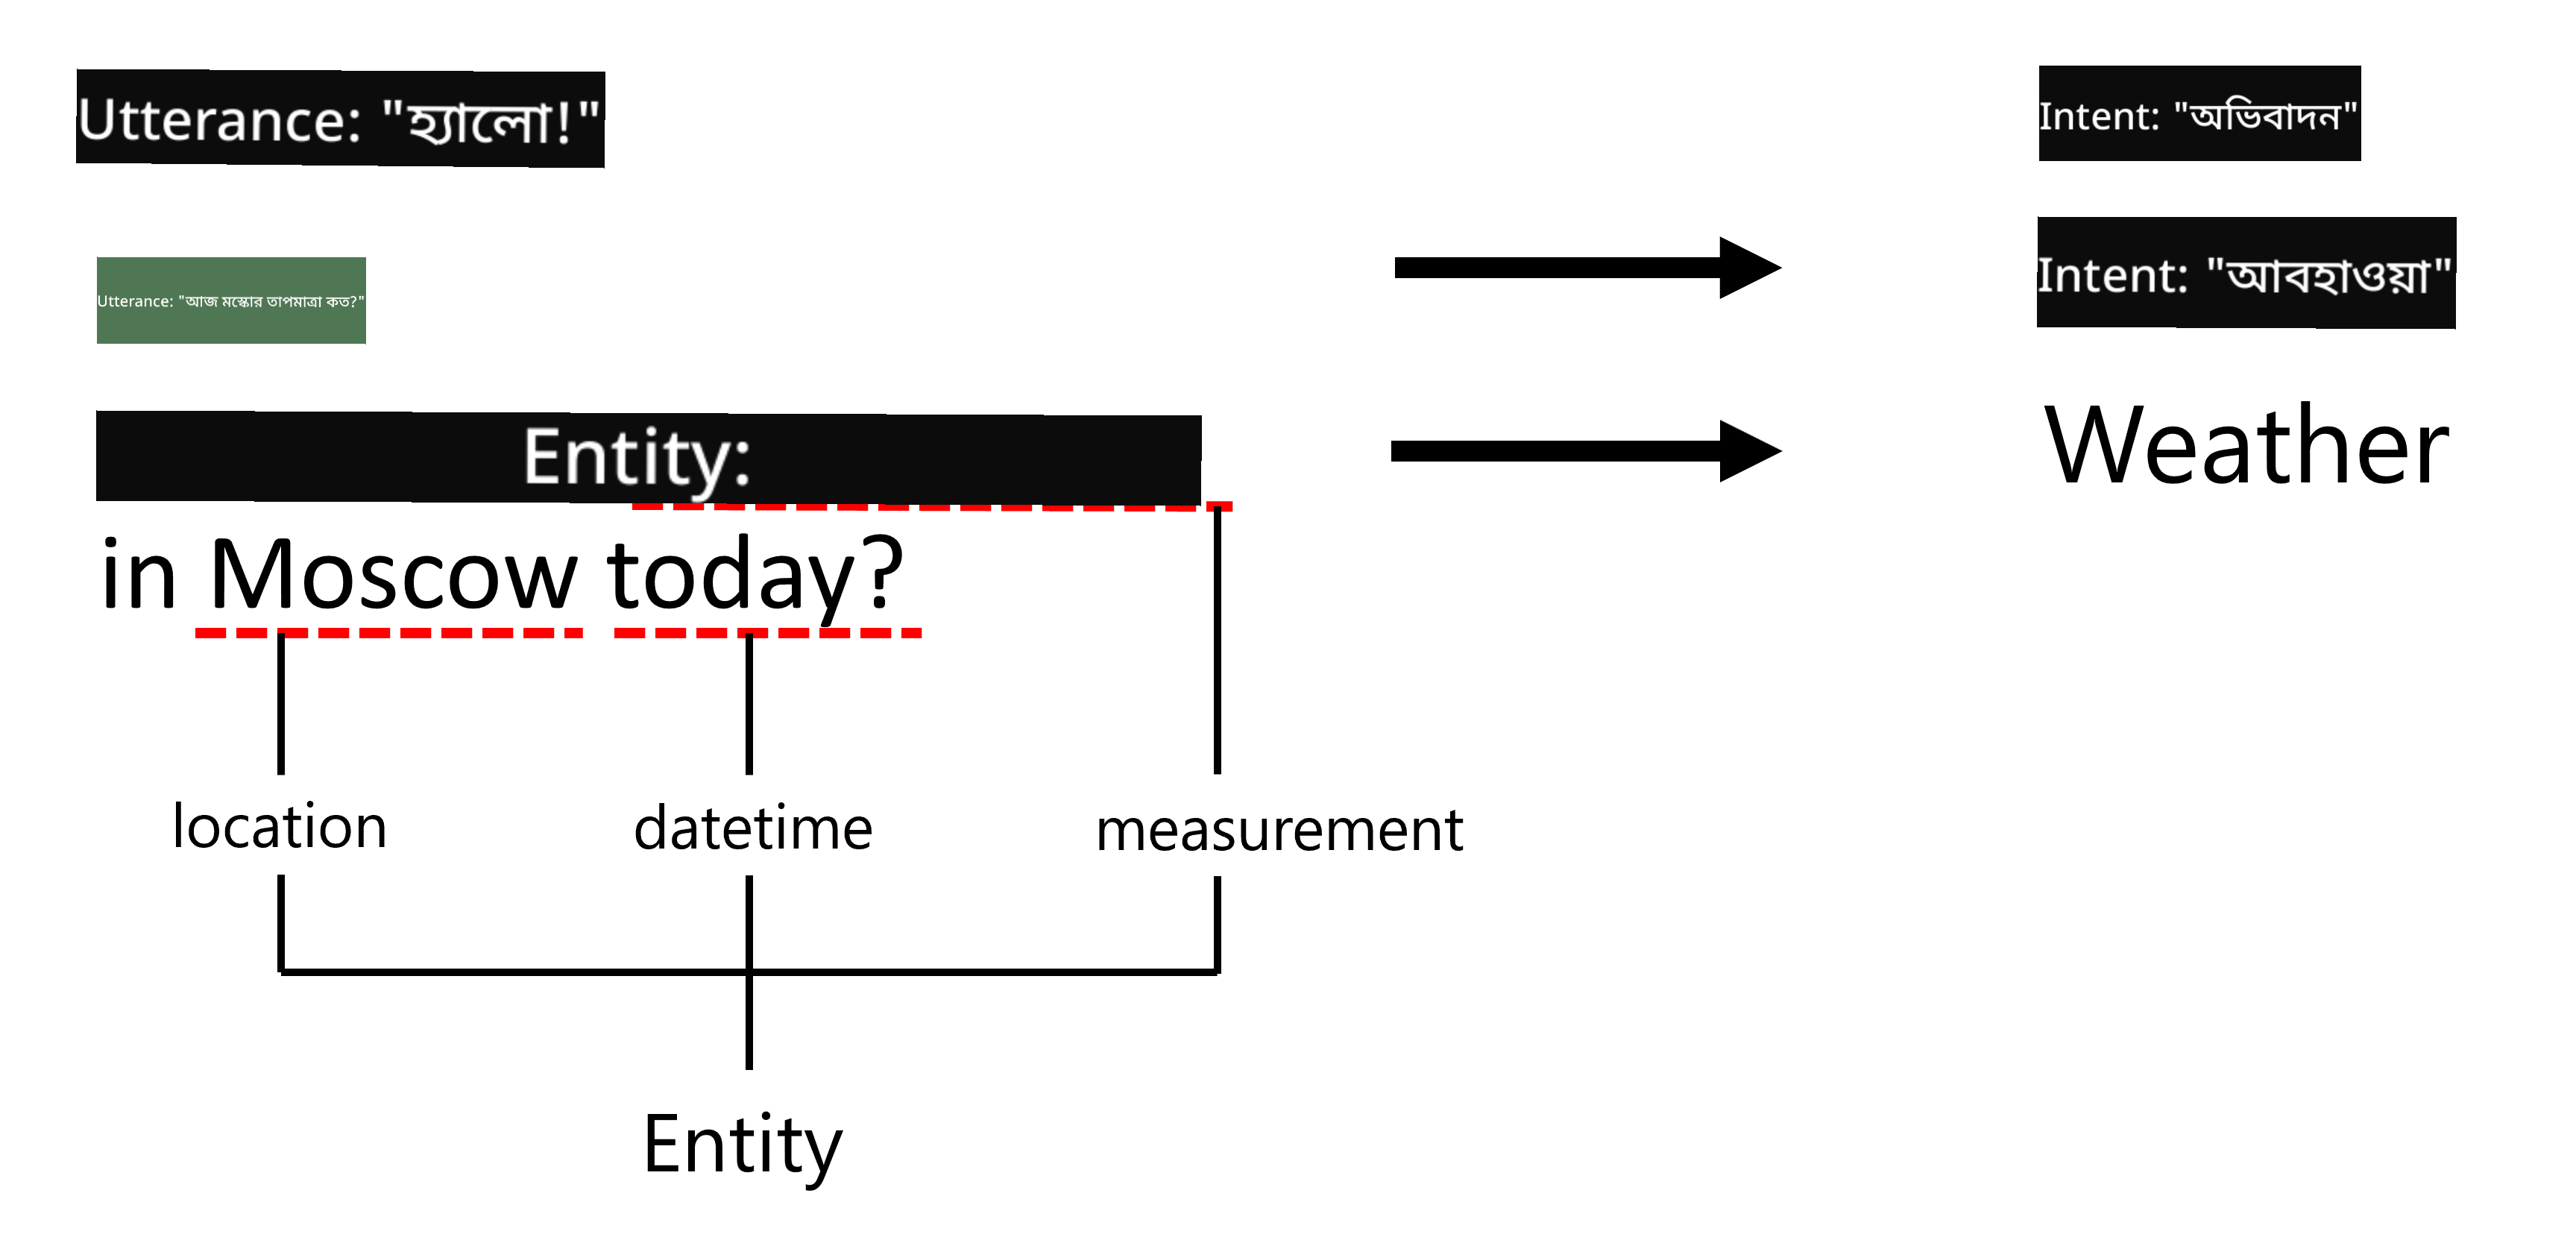 Utterance: "হ্যালো!"
Intent: "অভিবাদন"
Utterance: "আজ মস্কোর তাপমাত্রা কত?"
Intent: "আবহাওয়া"
Entity:
Weather
in Moscow today?
location
datetime
measurement
Entity